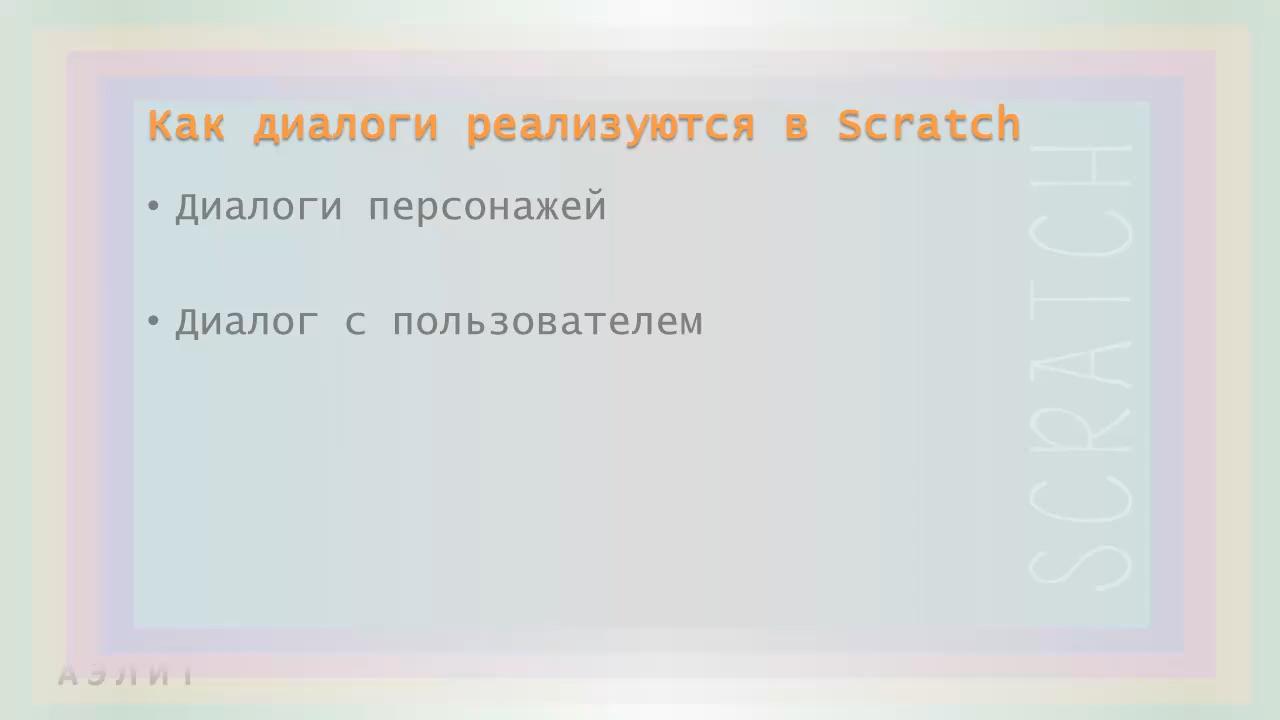 Как диалоги реализуются в Scratch
• Диалоги персонажей
• Диалог с пользователем
SCRATCH